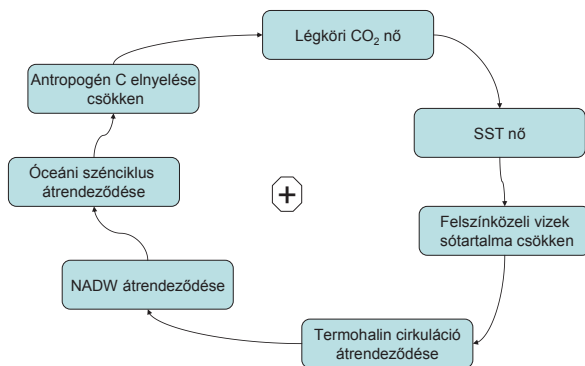 Légköri CO₂ nő
SST nő
Felszínközeli vizek
sótartalma csökken
Termohalin cirkuláció
átrendeződése
NADW átrendeződése
Óceáni szénciklus
átrendeződése
Antropogén C elnyelése
csökken
+